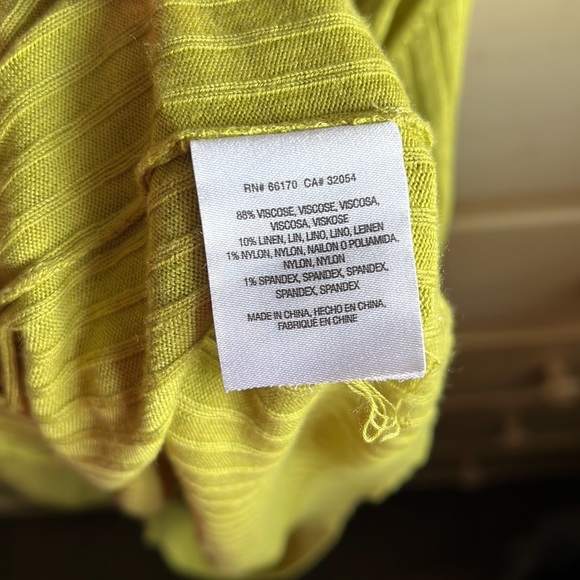 RN# 66170 CA# 32054
88% VISCOSE, VISCOSE, VISCOSA,
VISCOSA, VISKOSE
10% LINEN, LIN, LINO, LINO, LEINEN
1% NYLON, NYLON, NAILON O POLIAMIDA,
NYLON, NYLON
1% SPANDEX, SPANDEX, SPANDEX,
SPANDEX, SPANDEX
MADE IN CHINA, HECHO EN CHINA,
FABRIQUÉ EN CHINE